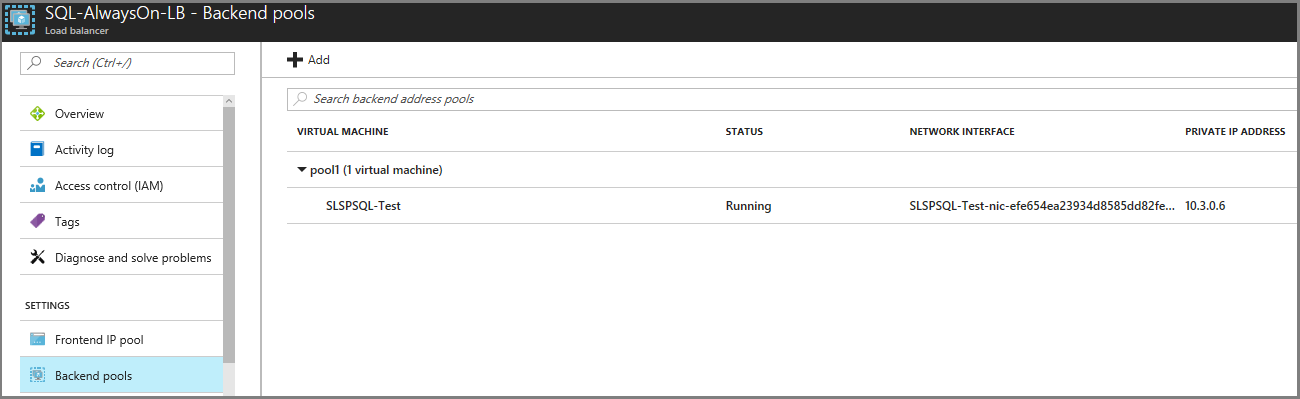 SQL-AlwaysOn-LB - Backend pools
Load balancer
Search (Ctrl+/)
Overview
Activity log
Access control (IAM)
Tags
Diagnose and solve problems
SETTINGS
Frontend IP pool
Backend pools
Add
Search backend address pools
VIRTUAL MACHINE STATUS NETWORK INTERFACE PRIVATE IP ADDRESS
pool1 (1 virtual machine)
SLSPSQL-Test Running SLSPSQL-Test-nic-efe654ea23934d8585dd82fe... 10.3.0.6